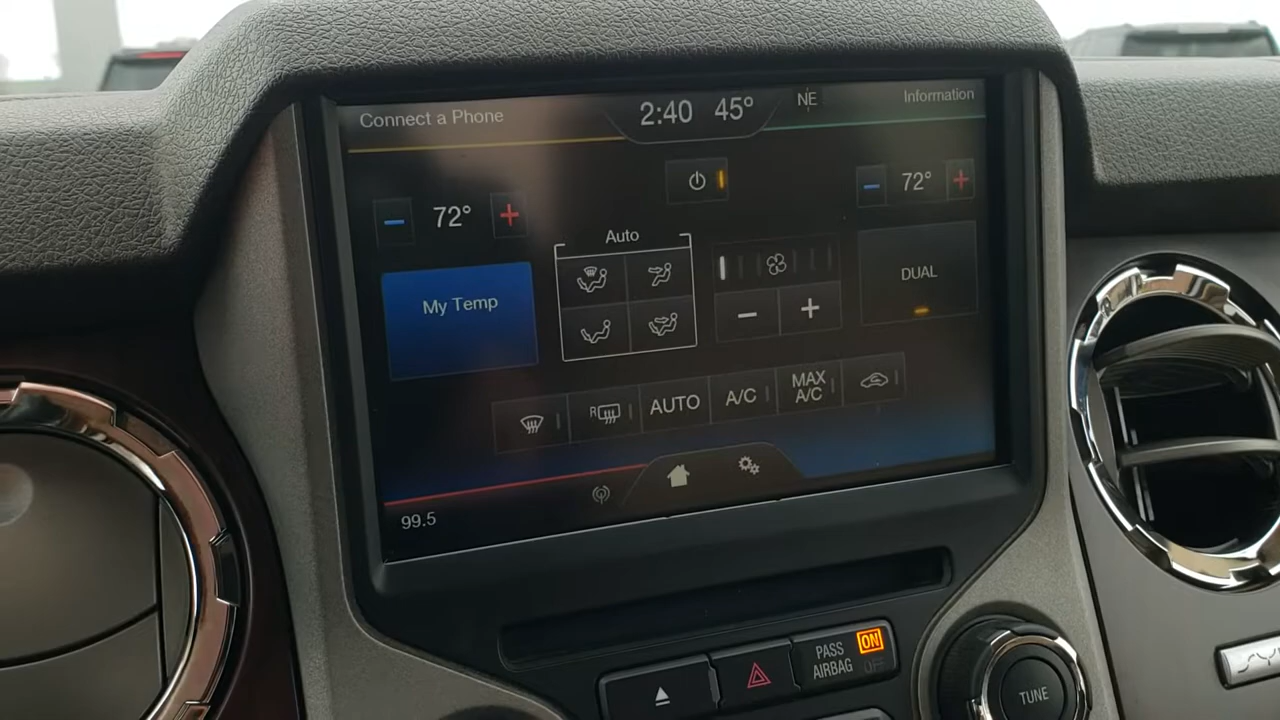 Connect a Phone
2:40 45°
NE
Information
72°
72°
Auto
My Temp
DUAL
R
AUTO
A/C
MAX
A/C
99.5
PASS
AIRBAG
ON
OFF
TUNE